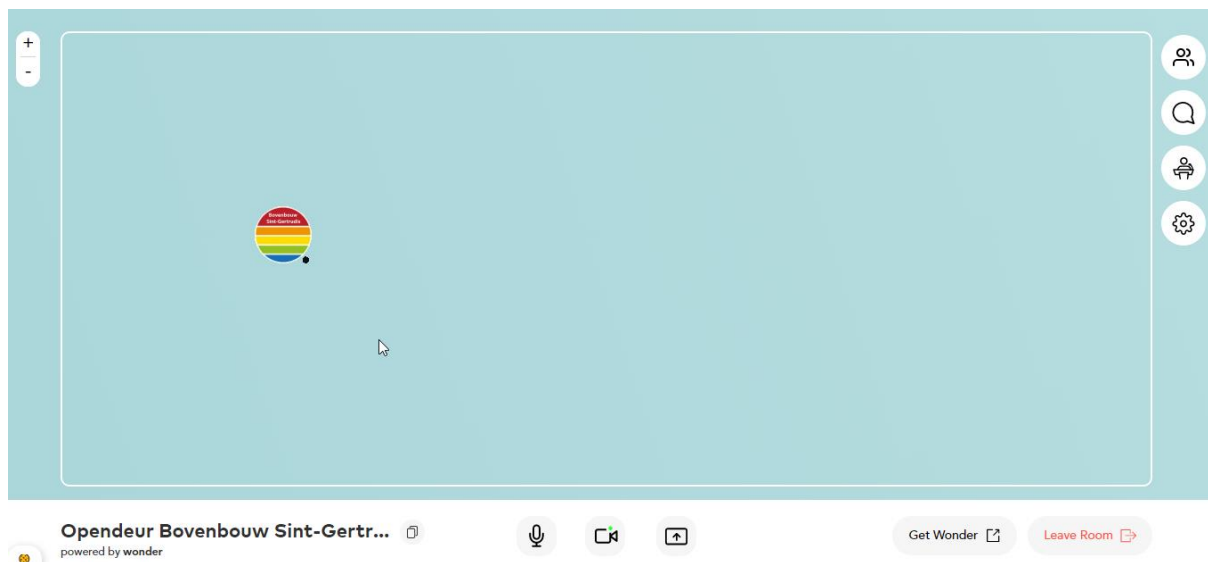 +
-
Bovenbouw
Sint-Gertrudis
Opendeur Bovenbouw Sint-Gertr...
powered by wonder
Get Wonder
Leave Room